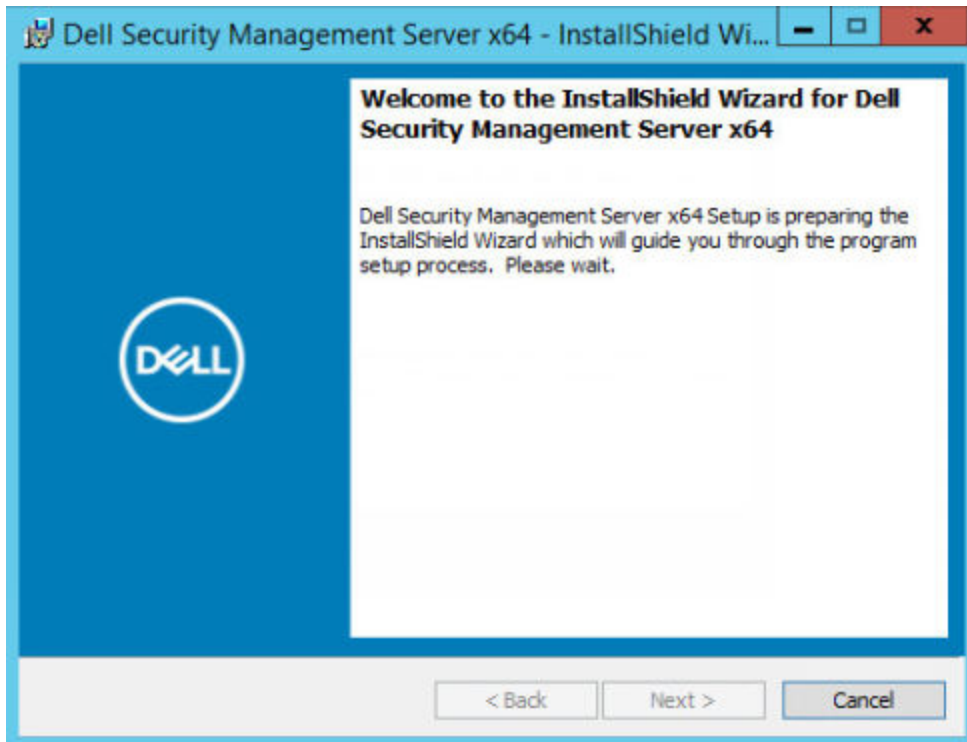 Dell Security Management Server x64 - InstallShield Wi...
Welcome to the InstallShield Wizard for Dell
Security Management Server x64
Dell Security Management Server x64 Setup is preparing the
InstallShield Wizard which will guide you through the program
setup process. Please wait.
DELL
< Back
Next >
Cancel